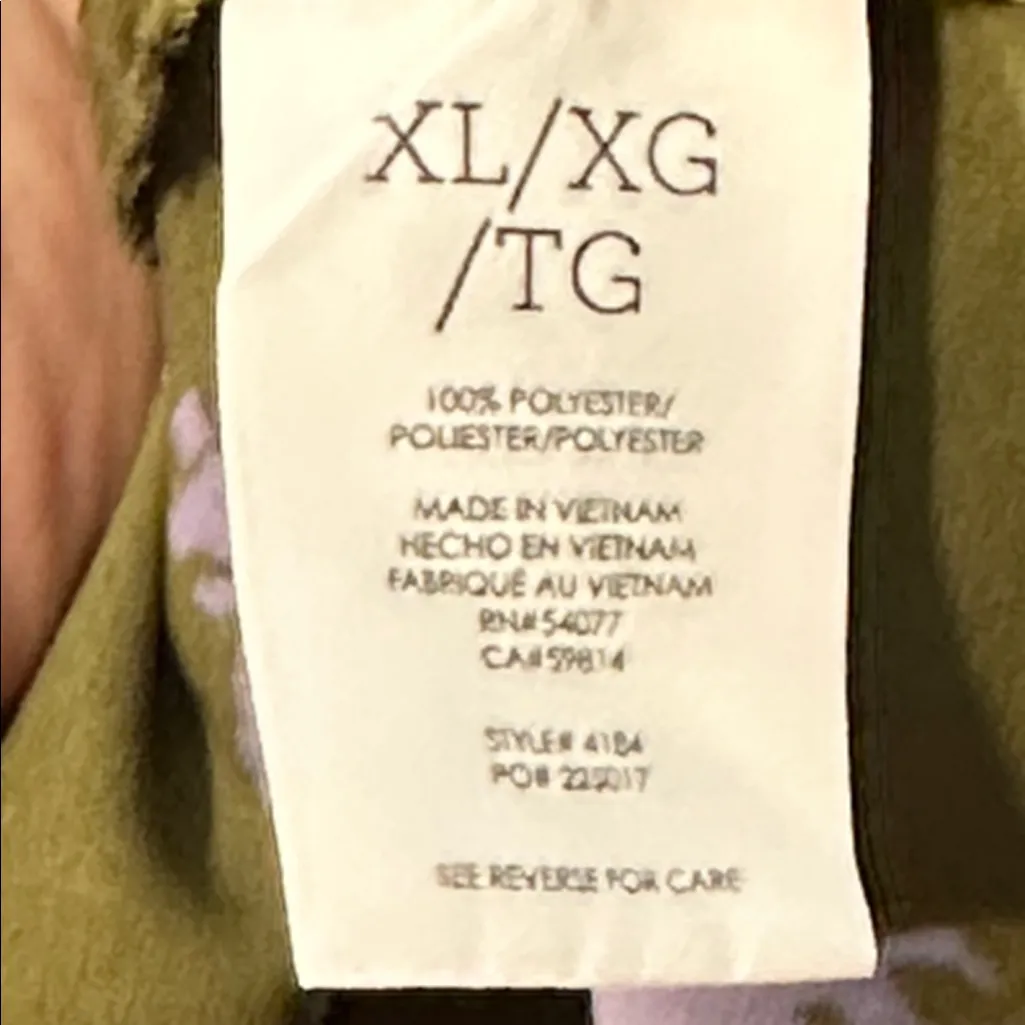 XL/XG
/TG
100% POLYESTER/
POLIESTER/POLYESTER
MADE IN VIETNAM
HECHO EN VIETNAM
FABRIQUÉ AU VIETNAM
RN# 54077
CA# 59814
STYLE# 4184
PO#
SEE REVERSE FOR CARE